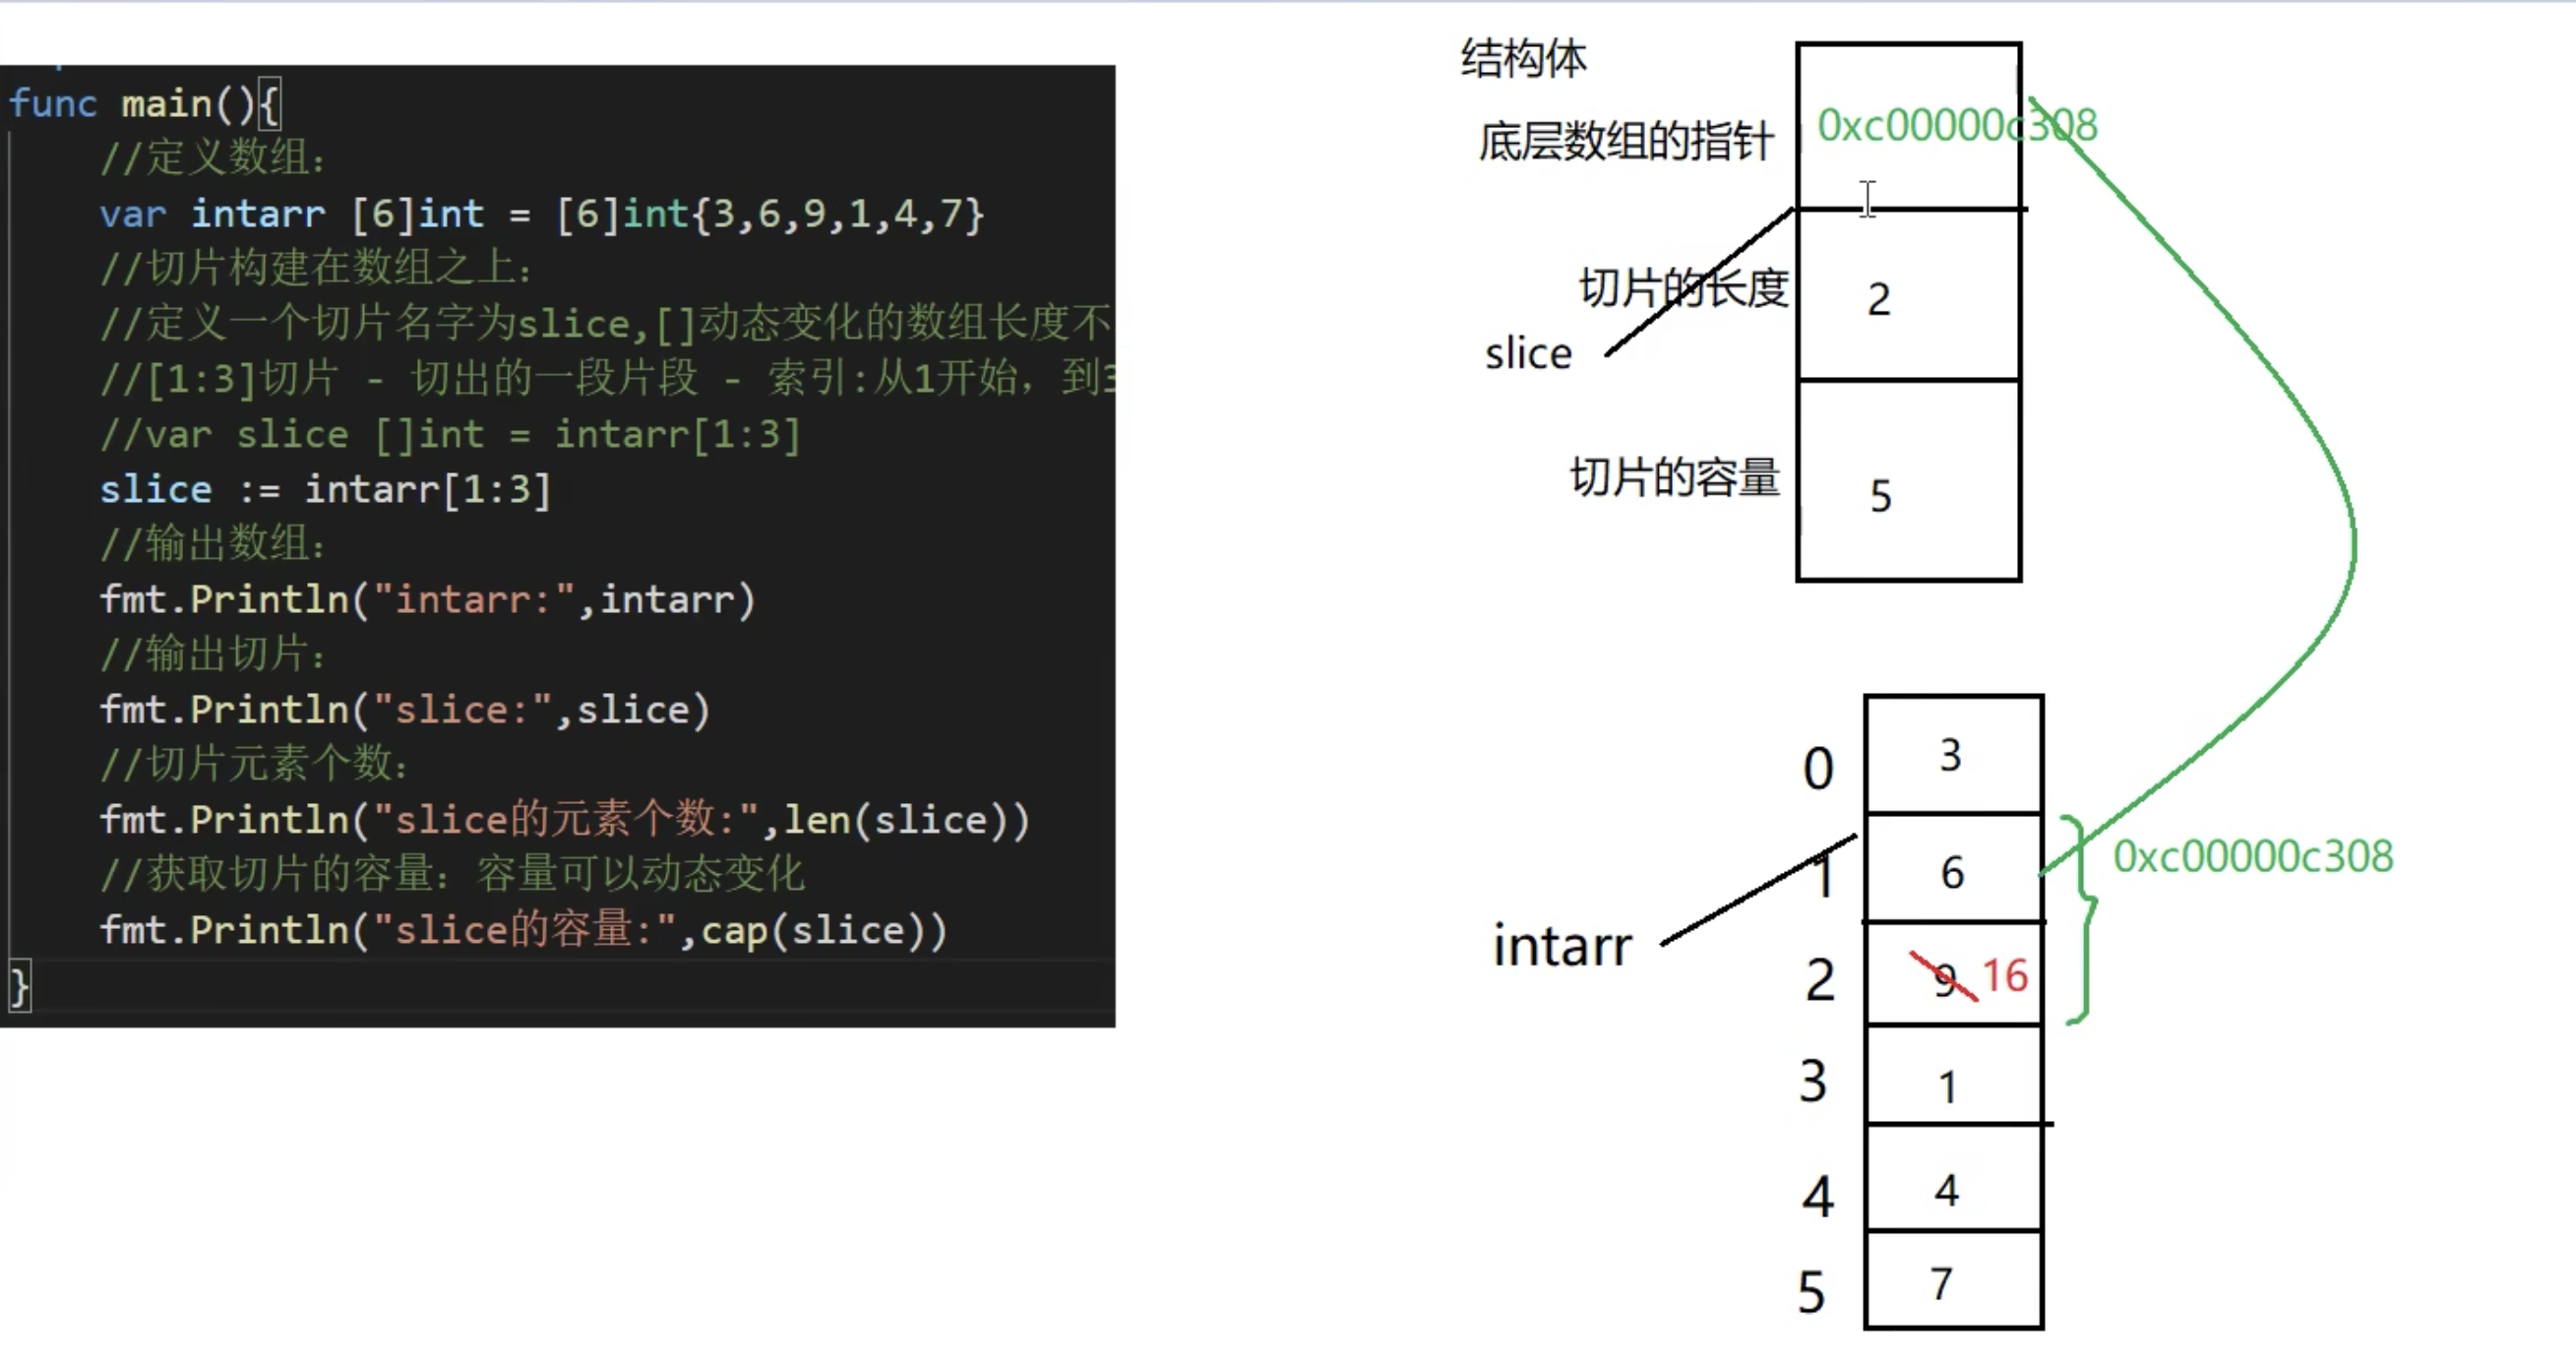 func main(){
//定义数组：
var intarr [6]int = [6]int{3,6,9,1,4,7}
//切片构建在数组之上：
//定义一个切片名字为slice,[]动态变化的数组长度不
//[1:3]切片 - 切出的一段片段 - 索引:从1开始，到3
//var slice []int = intarr[1:3]
slice := intarr[1:3]
//输出数组：
fmt.Println("intarr:",intarr)
//输出切片：
fmt.Println("slice:",slice)
//切片元素个数：
fmt.Println("slice的元素个数:",len(slice))
//获取切片的容量：容量可以动态变化
fmt.Println("slice的容量:",cap(slice))
}
结构体
底层数组的指针 0xc00000c308
切片的长度 2
slice
切片的容量 5
0 3
1 6 0xc00000c308
intarr
2 9 16
3 1
4 4
5 7